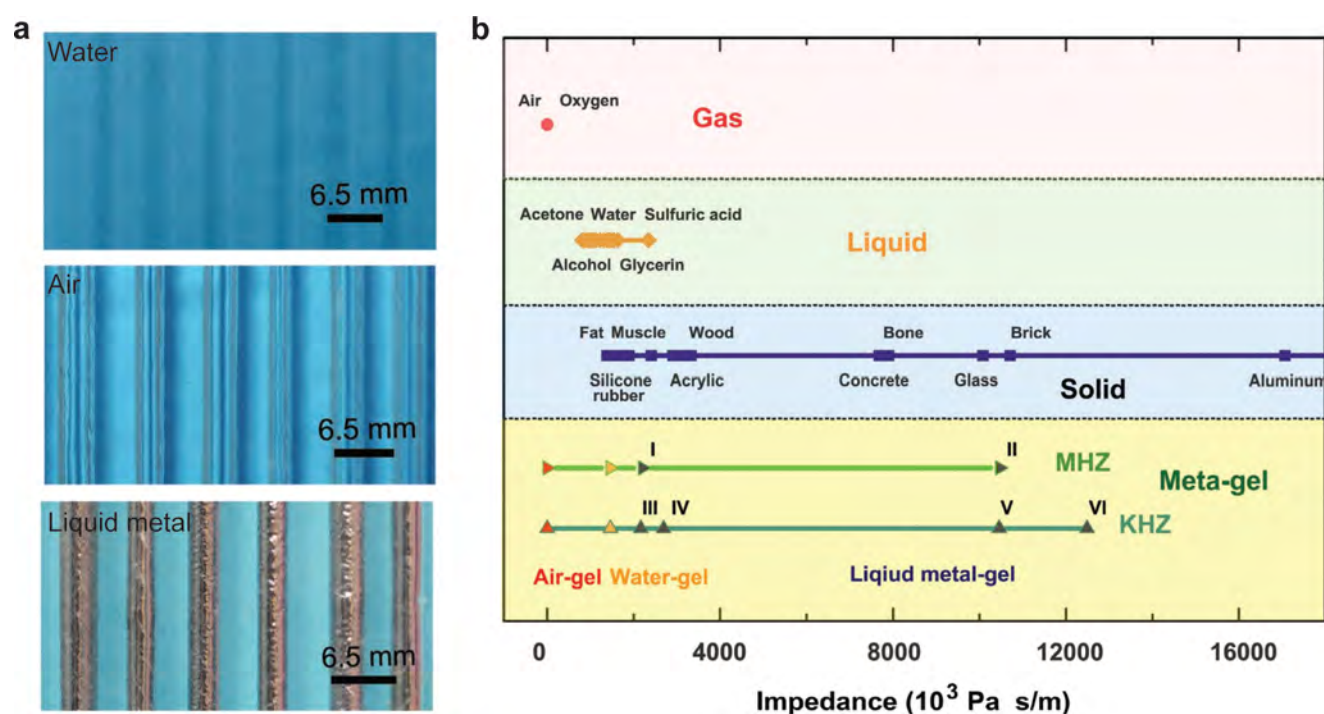 a
Water
6.5 mm
Air
6.5 mm
Liquid metal
6.5 mm
b
Air Oxygen
Gas
Acetone Water Sulfuric acid
Liquid
Alcohol Glycerin
Fat Muscle Wood Bone Brick
Silicone rubber Acrylic Concrete Glass Aluminum
Solid
I II
MHZ
Meta-gel
III IV V VI
KHZ
Air-gel Water-gel Liqiud metal-gel
0 4000 8000 12000 16000
Impedance (10³ Pa s/m)